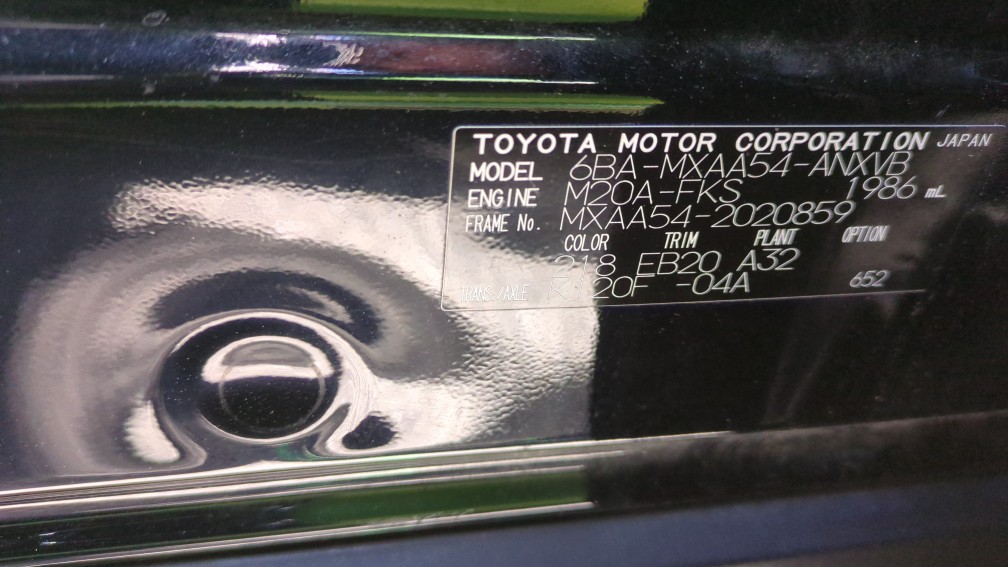 TOYOTA MOTOR CORPORATION JAPAN
MODEL 6BA-MXAA54-ANXVB
ENGINE M20A-FKS 1986 mL
FRAME No. MXAA54-2020859
COLOR TRIM PLANT OPTION
218 EB20 A32
TRANS/AXLE -04A 652